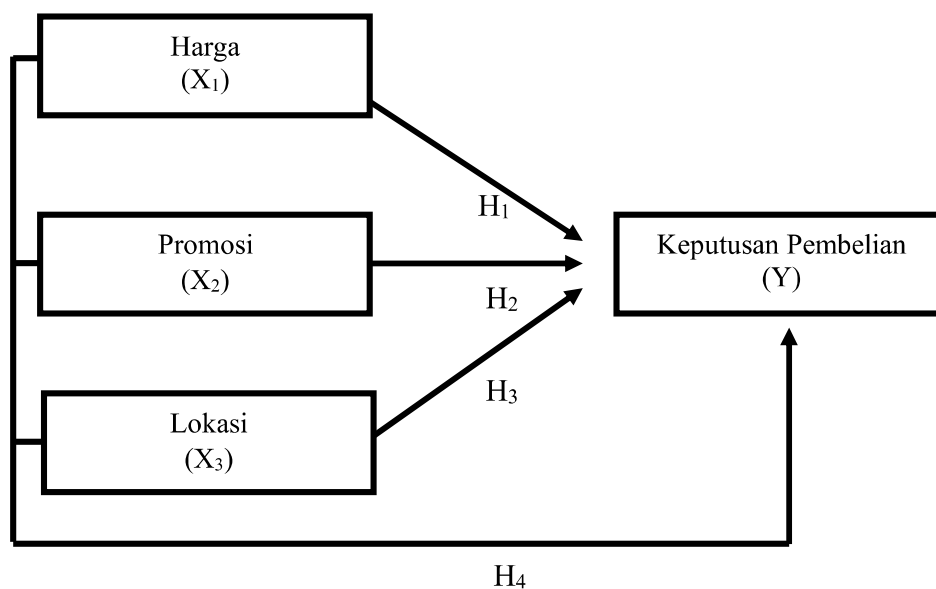 Harga
(X₁)
H₁
Promosi
(X₂)
Keputusan Pembelian
(Y)
H₂
H₃
Lokasi
(X₃)
H₄